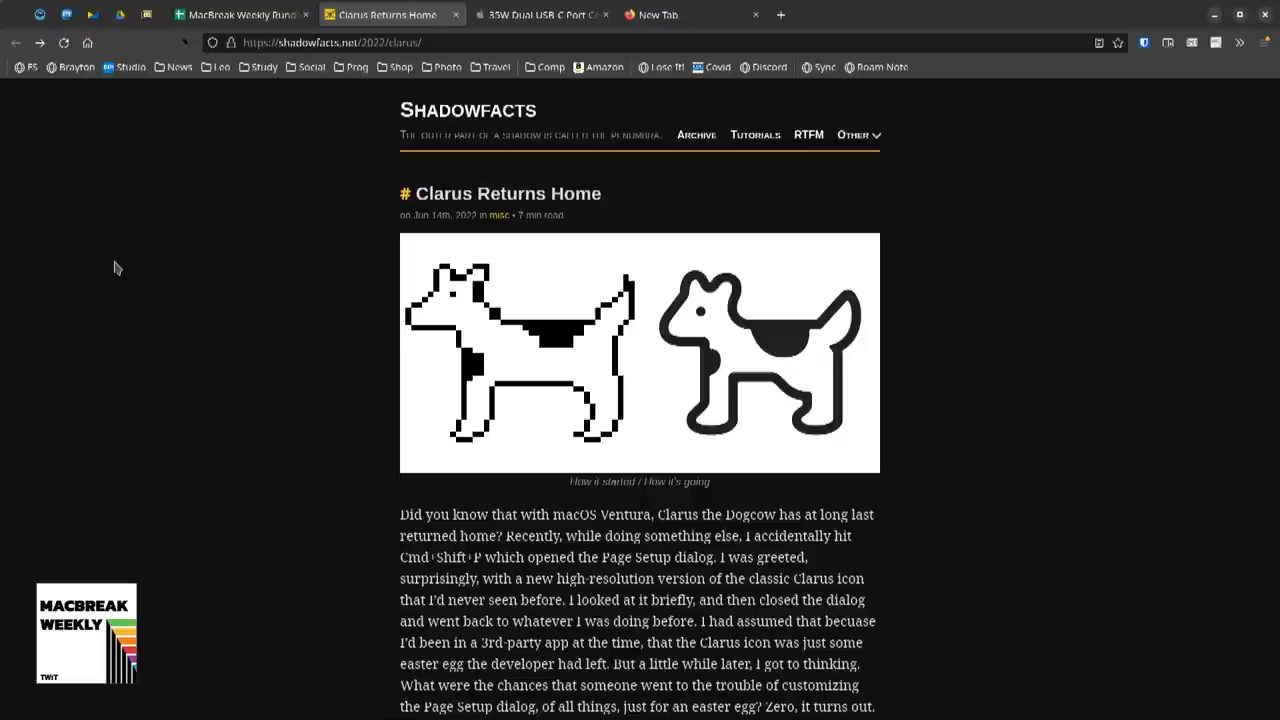 MacBreak Weekly Rund
Clarus Returns Home
35W Dual USB-C Port C
New Tab
https://shadowfacts.net/2022/clarus/
FS Brayton Studio News Leo Study Social Prog Shop Photo Travel Comp Amazon Lose It! Covid Discord Sync Roam Note
SHADOWFACTS
THE OUTER PART OF A SHADOW IS CALLED THE PENUMBRA.
ARCHIVE TUTORIALS RTFM OTHER
# Clarus Returns Home
on Jun 14th, 2022 in misc • 7 min read
How it started / How it's going
Did you know that with macOS Ventura, Clarus the Dogcow has at long last
returned home? Recently, while doing something else, I accidentally hit
Cmd+Shift+P which opened the Page Setup dialog. I was greeted,
surprisingly, with a new high-resolution version of the classic Clarus icon
that I'd never seen before. I looked at it briefly, and then closed the dialog
and went back to whatever I was doing before. I had assumed that becuase
I'd been in a 3rd-party app at the time, that the Clarus icon was just some
easter egg the developer had left. But a little while later, I got to thinking.
What were the chances that someone went to the trouble of customizing
the Page Setup dialog, of all things, just for an easter egg? Zero, it turns out.
MACBREAK
WEEKLY
TWiT